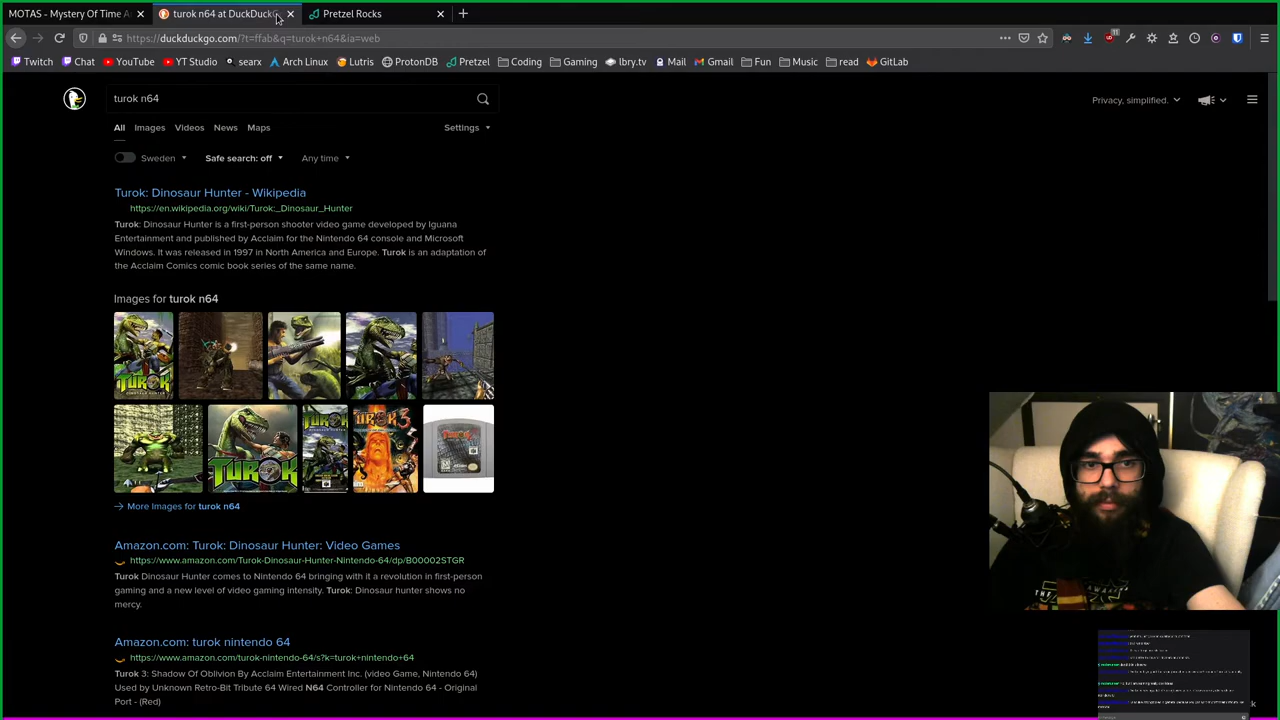 MOTAS - Mystery Of Time A
turok n64 at DuckDuckG
Pretzel Rocks
https://duckduckgo.com/?t=ffab&q=turok+n64&ia=web
11
Twitch
Chat
YouTube
YT Studio
searx
Arch Linux
Lutris
ProtonDB
Pretzel
Coding
Gaming
lbry.tv
Mail
Gmail
Fun
Music
read
GitLab
turok n64
Privacy, simplified.
All
Images
Videos
News
Maps
Settings
Sweden
Safe search: off
Any time
Turok: Dinosaur Hunter - Wikipedia
https://en.wikipedia.org/wiki/Turok:_Dinosaur_Hunter
Turok: Dinosaur Hunter is a first-person shooter video game developed by Iguana
Entertainment and published by Acclaim for the Nintendo 64 console and Microsoft
Windows. It was released in 1997 in North America and Europe. Turok is an adaptation of
the Acclaim Comics comic book series of the same name.
Images for turok n64
TUROK
TUROK
More Images for turok n64
Amazon.com: Turok: Dinosaur Hunter: Video Games
https://www.amazon.com/Turok-Dinosaur-Hunter-Nintendo-64/dp/B00002STGR
Turok Dinosaur Hunter comes to Nintendo 64 bringing with it a revolution in first-person
gaming and a new level of video gaming intensity. Turok: Dinosaur hunter shows no
mercy.
Amazon.com: turok nintendo 64
https://www.amazon.com/turok-nintendo-64/s?k=turok+nintendo+64
Turok 3: Shadow Of Oblivion By Acclaim Entertainment Inc. (video Game, Nintendo 64)
Used by Unknown Retro-Bit Tribute 64 Wired N64 Controller for Nintendo 64 - Original
Port - (Red)